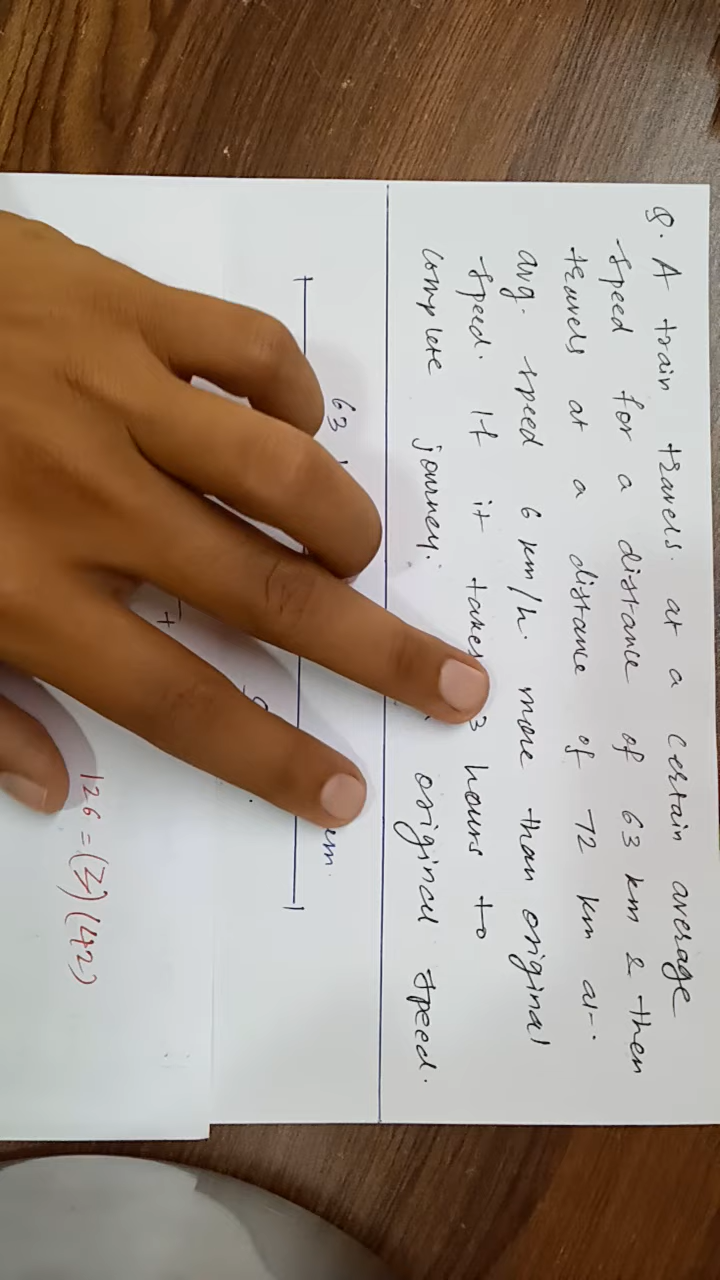 Q. A train travels. at a certain average
speed for a distance of 63 km & then
travels at a distance of 72 km at.
avg. speed 6 km/h. more than original
speed. If it takes 3 hours to
complete journey. original speed.
63
km.
+
126 = (3) (42)